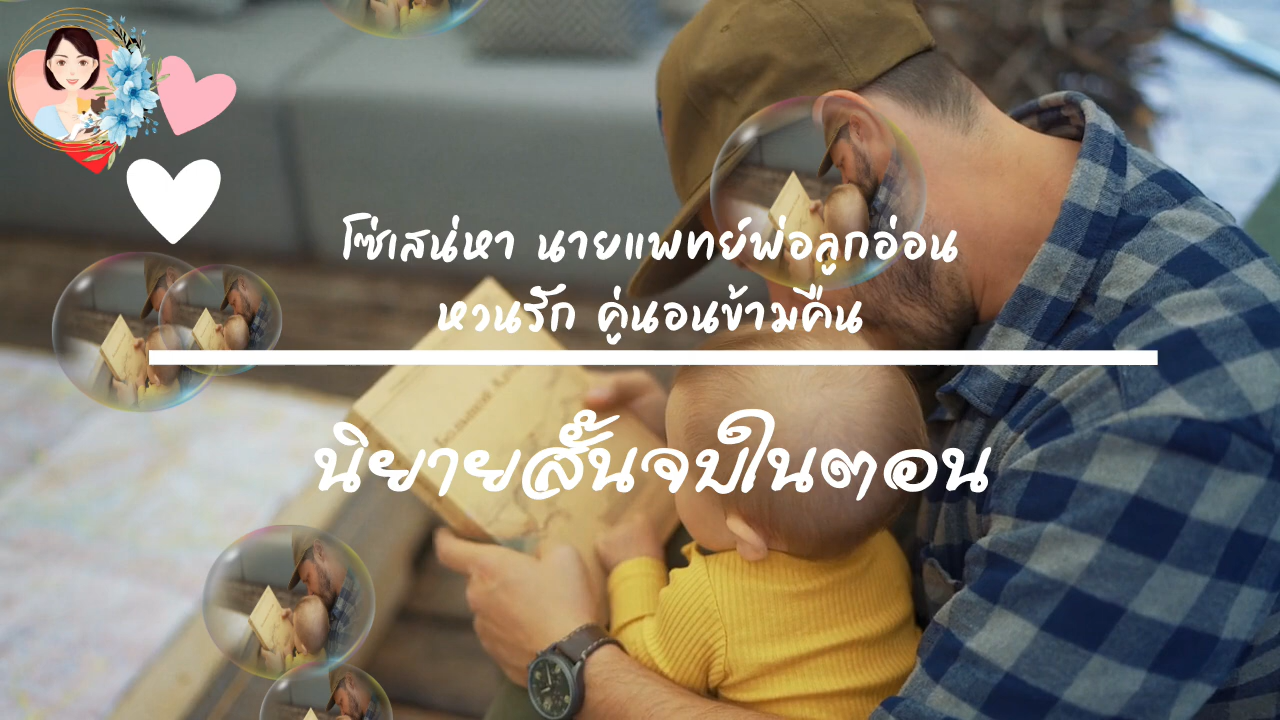 โซ่เสน่หา นายแพทย์พ่อลูกอ่อน
หวนรัก คู่นอนข้ามคืน
นิยายสั้นจบในตอน